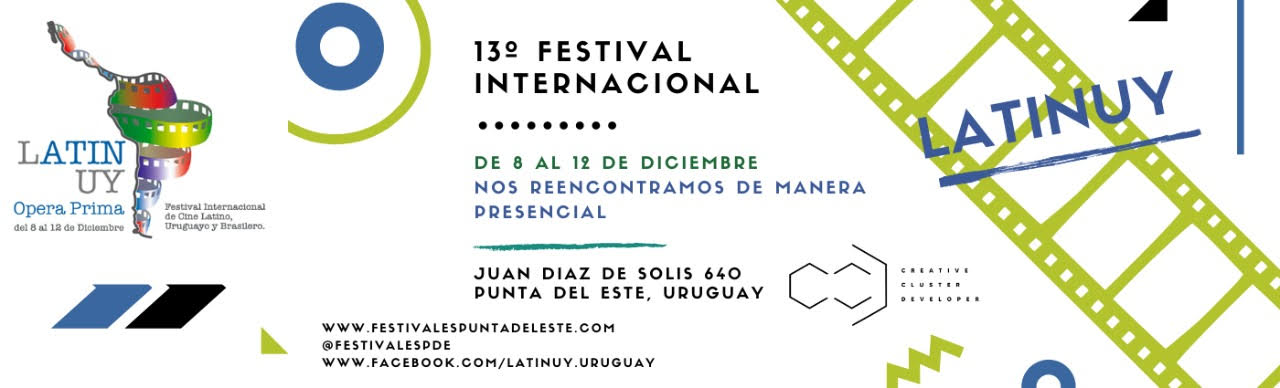 LATIN
UY
Opera Prima
del 8 al 12 de Diciembre
Festival Internacional
de Cine Latino,
Uruguayo y Brasilero.
13º FESTIVAL
INTERNACIONAL
DE 8 AL 12 DE DICIEMBRE
NOS REENCONTRAMOS DE MANERA
PRESENCIAL
JUAN DIAZ DE SOLIS 640
PUNTA DEL ESTE, URUGUAY
CREATIVE
CLUSTER
DEVELOPER
WWW.FESTIVALESPUNTADELESTE.COM
@FESTIVALESPDE
WWW.FACEBOOK.COM/LATINUY.URUGUAY
LATINUY